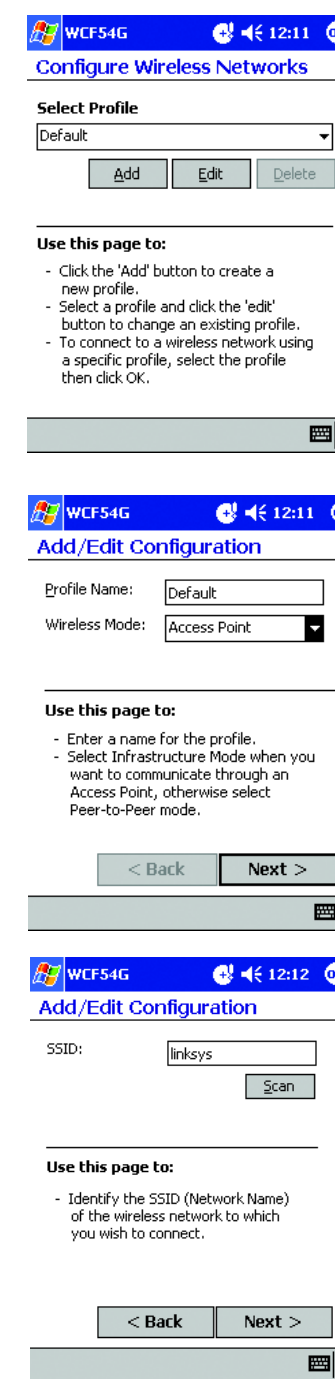 WCF54G 12:11
Configure Wireless Networks
Select Profile
Default
Add Edit Delete
Use this page to:
- Click the 'Add' button to create a
new profile.
- Select a profile and click the 'edit'
button to change an existing profile.
- To connect to a wireless network using
a specific profile, select the profile
then click OK.
WCF54G 12:11
Add/Edit Configuration
Profile Name: Default
Wireless Mode: Access Point
Use this page to:
- Enter a name for the profile.
- Select Infrastructure Mode when you
want to communicate through an
Access Point, otherwise select
Peer-to-Peer mode.
< Back Next >
WCF54G 12:12
Add/Edit Configuration
SSID: linksys
Scan
Use this page to:
- Identify the SSID (Network Name)
of the wireless network to which
you wish to connect.
< Back Next >